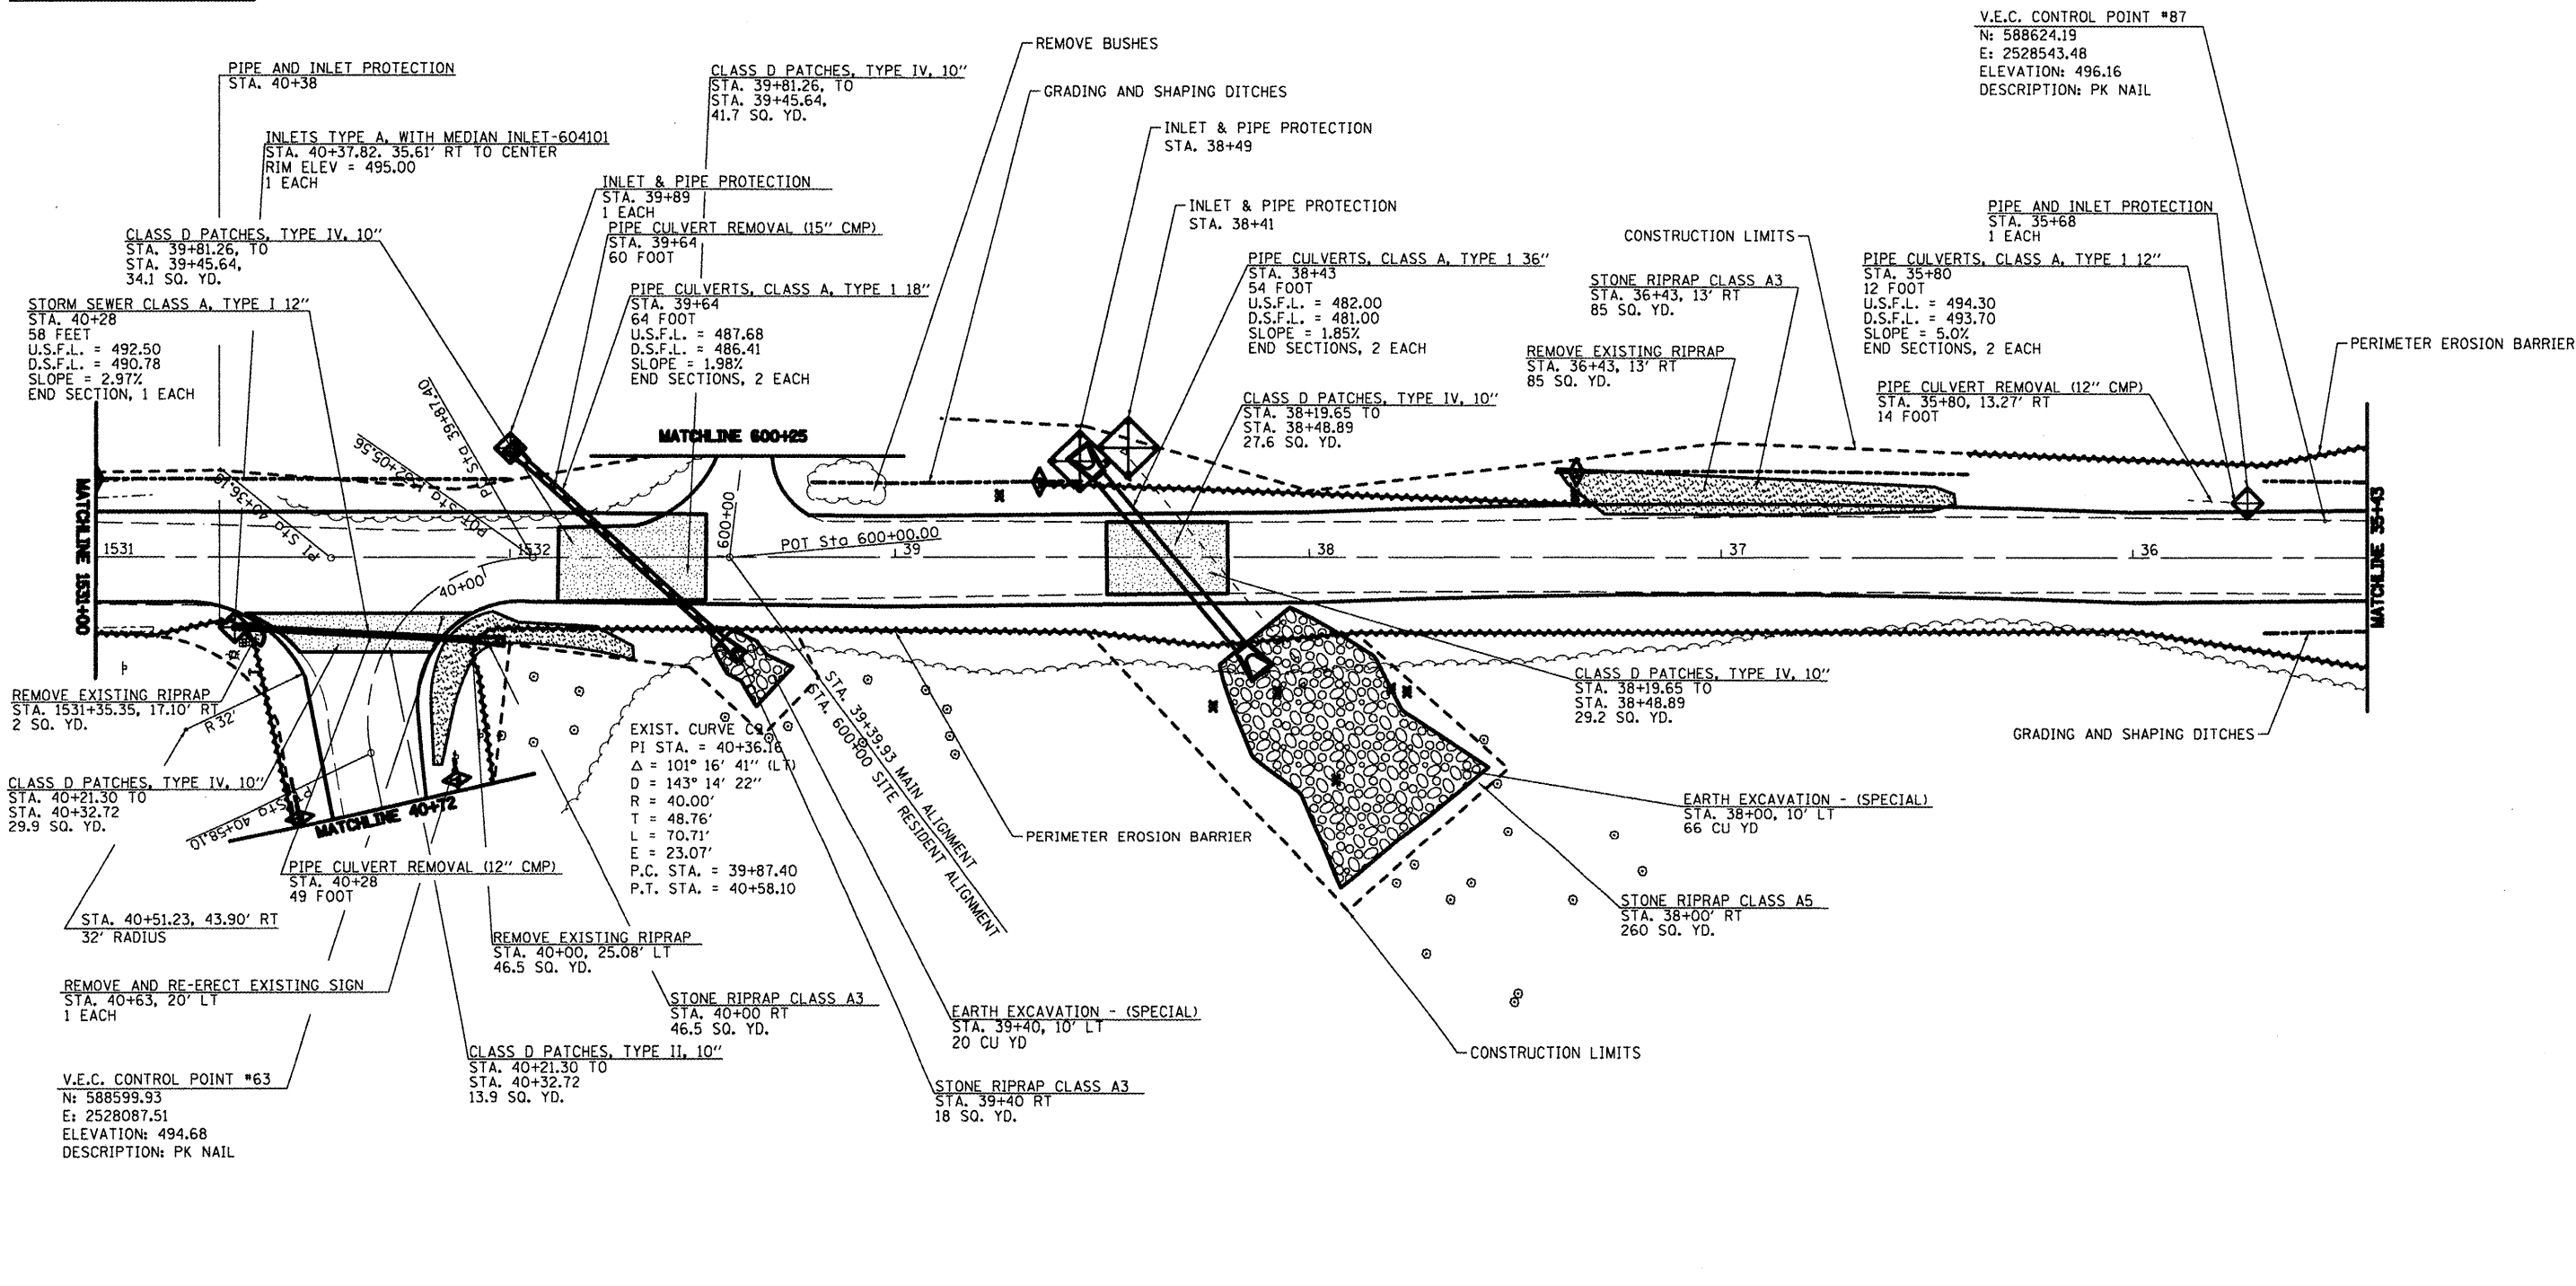 PIPE AND INLET PROTECTION
STA. 40+38
INLETS TYPE A, WITH MEDIAN INLET-604101
STA. 40+37.82. 35.61' RT TO CENTER
RIM ELEV = 495.00
1 EACH
CLASS D PATCHES, TYPE IV, 10"
STA. 39+81.26, TO
STA. 39+45.64,
34.1 SQ. YD.
STORM SEWER CLASS A, TYPE I 12"
STA. 40+28
58 FEET
U.S.F.L. = 492.50
D.S.F.L. = 490.78
SLOPE = 2.97%
END SECTION, 1 EACH
CLASS D PATCHES, TYPE IV, 10"
STA. 39+81.26, TO
STA. 39+45.64,
41.7 SQ. YD.
INLET & PIPE PROTECTION
STA. 39+89
1 EACH
PIPE CULVERT REMOVAL (15" CMP)
STA. 39+64
60 FOOT
PIPE CULVERTS, CLASS A, TYPE 1 18"
STA. 39+64
64 FOOT
U.S.F.L. = 487.68
D.S.F.L. = 486.41
SLOPE = 1.98%
END SECTIONS, 2 EACH
REMOVE BUSHES
GRADING AND SHAPING DITCHES
INLET & PIPE PROTECTION
STA. 38+49
INLET & PIPE PROTECTION
STA. 38+41
PIPE CULVERTS, CLASS A, TYPE 1 36"
STA. 38+43
54 FOOT
U.S.F.L. = 482.00
D.S.F.L. = 481.00
SLOPE = 1.85%
END SECTIONS, 2 EACH
CLASS D PATCHES, TYPE IV, 10"
STA. 38+19.65 TO
STA. 38+48.89
27.6 SQ. YD.
CONSTRUCTION LIMITS
STONE RIPRAP CLASS A3
STA. 36+43, 13' RT
85 SQ. YD.
REMOVE EXISTING RIPRAP
STA. 36+43, 13' RT
85 SQ. YD.
V.E.C. CONTROL POINT #87
N: 588624.19
E: 2528543.48
ELEVATION: 496.16
DESCRIPTION: PK NAIL
PIPE AND INLET PROTECTION
STA. 35+68
1 EACH
PIPE CULVERTS, CLASS A, TYPE 1 12"
STA. 35+80
12 FOOT
U.S.F.L. = 494.30
D.S.F.L. = 493.70
SLOPE = 5.0%
END SECTIONS, 2 EACH
PIPE CULVERT REMOVAL (12" CMP)
STA. 35+80, 13.27' RT
14 FOOT
PERIMETER EROSION BARRIER
MATCHLINE 1531+00
MATCHLINE 600+25
MATCHLINE 35+43
PI Sta 40+36.16
POT Sta 1532+05.56
PI Sta 39+87.40
1531
1532
40+00
600+00
POT Sta 600+00.00
39
38
37
36
REMOVE EXISTING RIPRAP
STA. 1531+35.35, 17.10' RT
2 SQ. YD.
R 32'
CLASS D PATCHES, TYPE IV, 10"
STA. 40+21.30 TO
STA. 40+32.72
29.9 SQ. YD.
PI Sta 40+58.10
MATCHLINE 40+72
PIPE CULVERT REMOVAL (12" CMP)
STA. 40+28
49 FOOT
STA. 40+51.23, 43.90' RT
32' RADIUS
REMOVE AND RE-ERECT EXISTING SIGN
STA. 40+63, 20' LT
1 EACH
V.E.C. CONTROL POINT #63
N: 588599.93
E: 2528087.51
ELEVATION: 494.68
DESCRIPTION: PK NAIL
EXIST. CURVE C9
PI STA. = 40+36.16
Δ = 101° 16' 41" (LT)
D = 143° 14' 22"
R = 40.00'
T = 48.76'
L = 70.71'
E = 23.07'
P.C. STA. = 39+87.40
P.T. STA. = 40+58.10
STA. 39+39.93 MAIN ALIGNMENT
STA. 600+00 SITE RESIDENT ALIGNMENT
REMOVE EXISTING RIPRAP
STA. 40+00, 25.08' LT
46.5 SQ. YD.
STONE RIPRAP CLASS A3
STA. 40+00 RT
46.5 SQ. YD.
CLASS D PATCHES, TYPE II, 10"
STA. 40+21.30 TO
STA. 40+32.72
13.9 SQ. YD.
PERIMETER EROSION BARRIER
EARTH EXCAVATION - (SPECIAL)
STA. 39+40, 10' LT
20 CU YD
STONE RIPRAP CLASS A3
STA. 39+40 RT
18 SQ. YD.
CLASS D PATCHES, TYPE IV, 10"
STA. 38+19.65 TO
STA. 38+48.89
29.2 SQ. YD.
EARTH EXCAVATION - (SPECIAL)
STA. 38+00, 10' LT
66 CU YD
STONE RIPRAP CLASS A5
STA. 38+00' RT
260 SQ. YD.
CONSTRUCTION LIMITS
GRADING AND SHAPING DITCHES